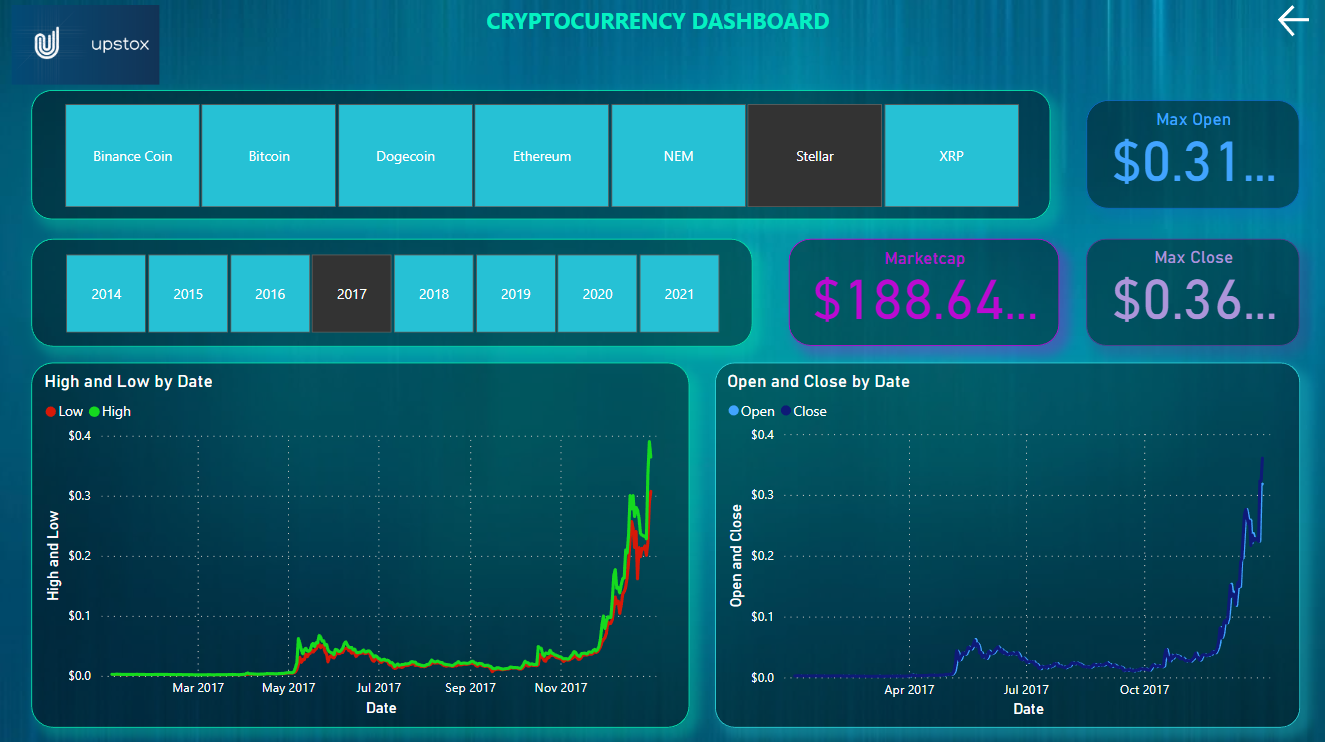 CRYPTOCURRENCY DASHBOARD
upstox
Binance Coin
Bitcoin
Dogecoin
Ethereum
NEM
Stellar
XRP
Max Open
$0.31...
2014
2015
2016
2017
2018
2019
2020
2021
Marketcap
$188.64...
Max Close
$0.36...
High and Low by Date
Low
High
High and Low
$0.4
$0.3
$0.2
$0.1
$0.0
Mar 2017
May 2017
Jul 2017
Sep 2017
Nov 2017
Date
Open and Close by Date
Open
Close
Open and Close
$0.4
$0.3
$0.2
$0.1
$0.0
Apr 2017
Jul 2017
Oct 2017
Date